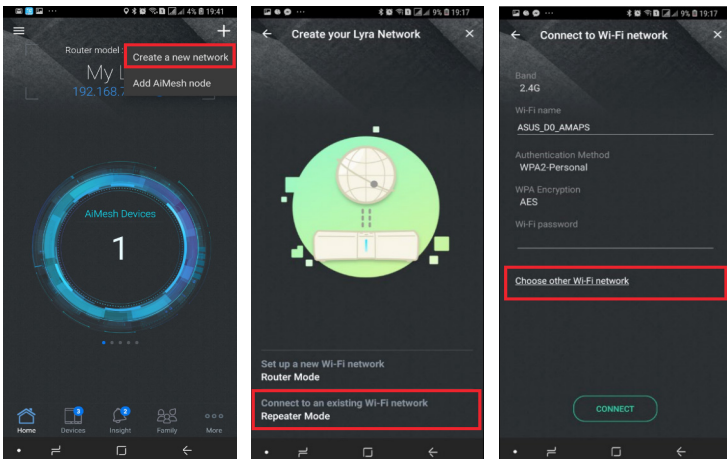 4% 19:41
Router model :
Create a new network
My
Add AiMesh node
192.168.
AiMesh Devices
1
3
2
Home
Devices
Insight
Family
More
9% 19:17
Create your Lyra Network
Set up a new Wi-Fi network
Router Mode
Connect to an existing Wi-Fi network
Repeater Mode
9% 19:17
Connect to Wi-Fi network
Band
2.4G
Wi-Fi name
ASUS_D0_AMAPS
Authentication Method
WPA2-Personal
WPA Encryption
AES
Wi-Fi password
Choose other Wi-Fi network
CONNECT